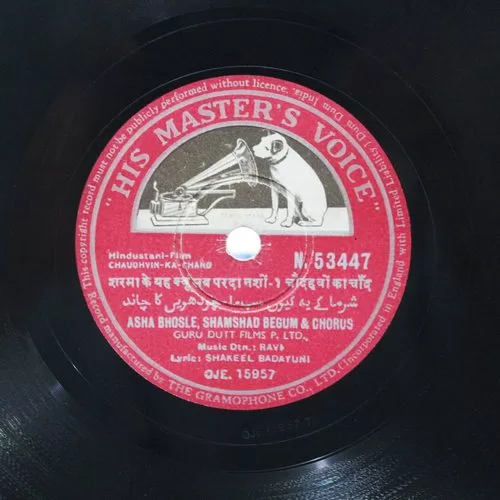 "HIS MASTER'S VOICE"
This copyright record must not be publicly performed without licence.
Hindustani-Film
CHAUDHVIN-KA-CHAND
N. 53447
शरमाके यह क्यूँ सब परदा नशीं-१ चौदहवीं का चाँद
شرما کے یہ کیوں سب چودھویں کا چاند
ASHA BHOSLE, SHAMSHAD BEGUM & CHORUS
GURU DUTT FILMS P. LTD.,
Music Dtn.: RAVI
Lyric: SHAKEEL BADAYUNI
OJE. 15957
Record manufactured by THE GRAMOPHONE CO., LTD. (Incorporated in England with Limited Liability) Dum Dum, India.